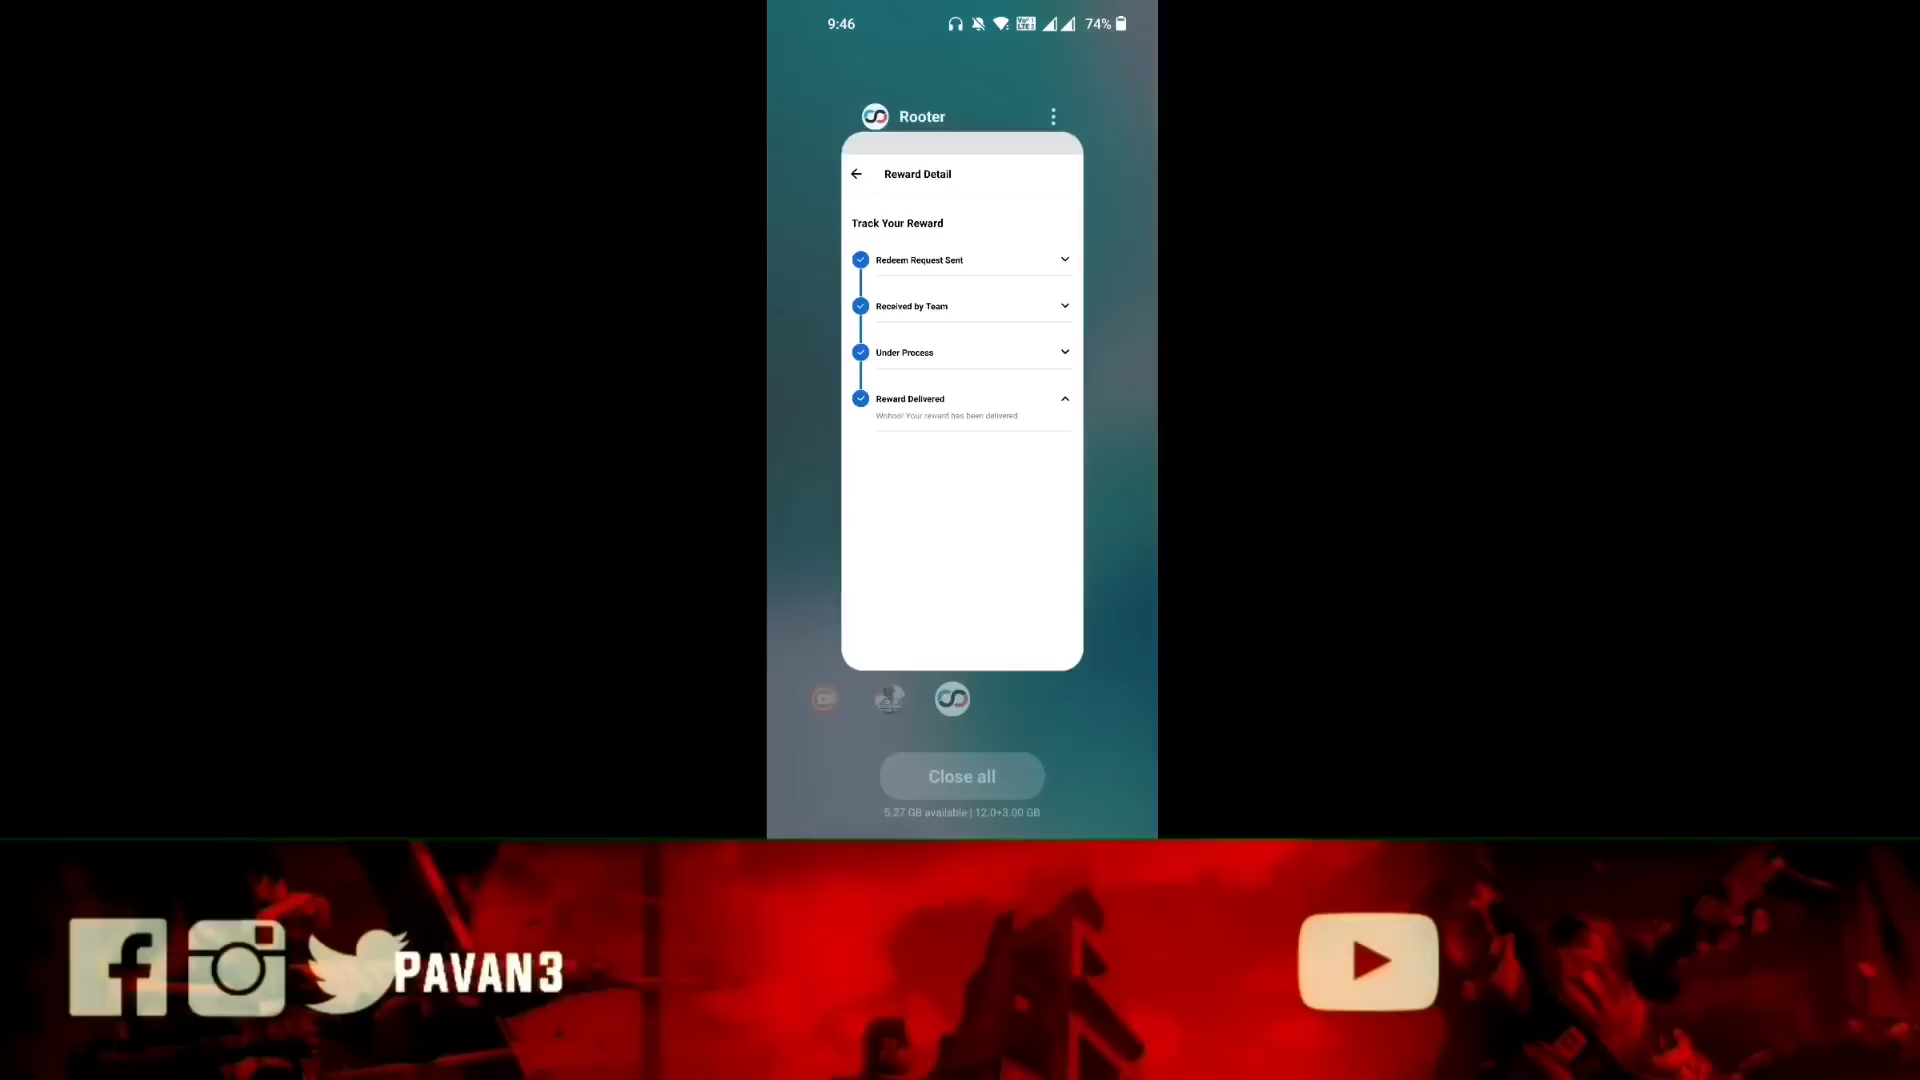 9:46
74%
Rooter
Reward Detail
Track Your Reward
Redeem Request Sent
Received by Team
Under Process
Reward Delivered
Wohoo! Your reward has been delivered
Close all
5.27 GB available | 12.0+3.00 GB
PAVAN3